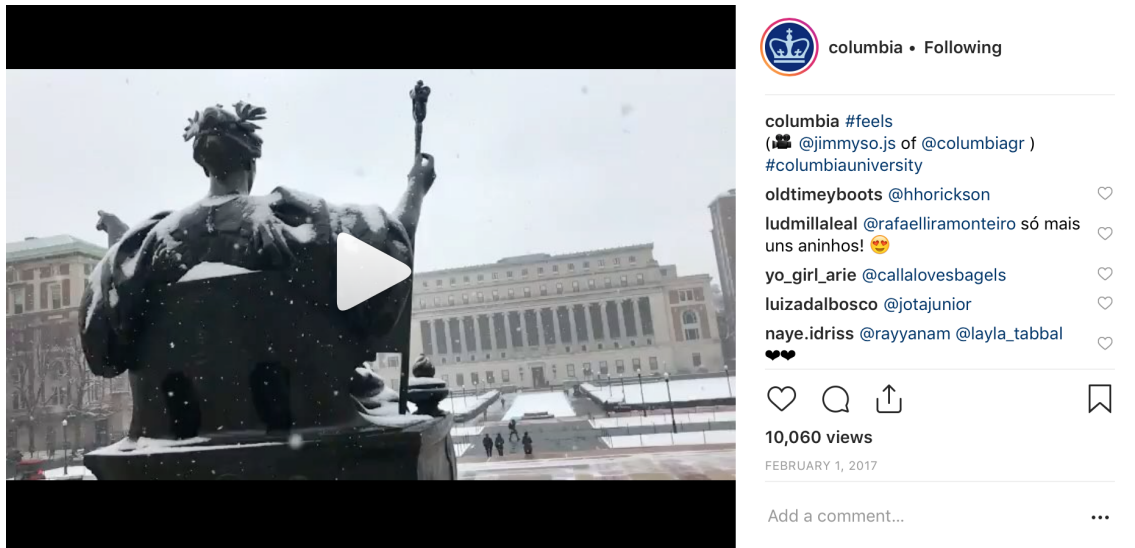 columbia • Following
columbia #feels
(🎥 @jimmyso.js of @columbiagr )
#columbiauniversity
oldtimeyboots @hhorickson
ludmillaleal @rafaelliramonteiro só mais
uns aninhos! 😍
yo_girl_arie @callalovesbagels
luizadalbosco @jotajunior
naye.idriss @rayyanam @layla_tabbal
❤❤
10,060 views
FEBRUARY 1, 2017
Add a comment...